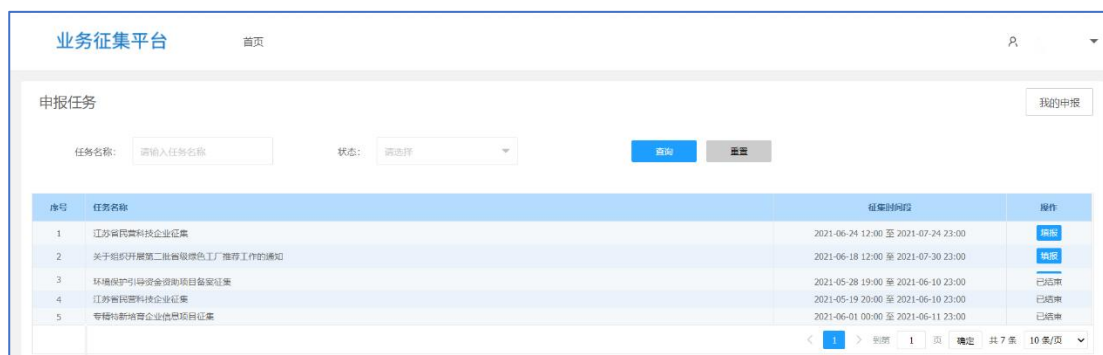 业务征集平台 首页
申报任务 我的申报
任务名称： 请输入任务名称 状态： 请选择 查询 重置
序号 任务名称 征集时间段 操作
1 江苏省民营科技企业征集 2021-06-24 12:00 至 2021-07-24 23:00 填报
2 关于组织开展第二批省级绿色工厂推荐工作的通知 2021-06-18 12:00 至 2021-07-30 23:00 填报
3 环境保护引导资金资助项目备案征集 2021-05-28 19:00 至 2021-06-10 23:00 已结束
4 江苏省民营科技企业征集 2021-05-19 20:00 至 2021-06-10 23:00 已结束
5 专精特新培育企业信息项目征集 2021-06-01 00:00 至 2021-06-11 23:00 已结束
< 1 > 到第 1 页 确定 共 7 条 10 条/页